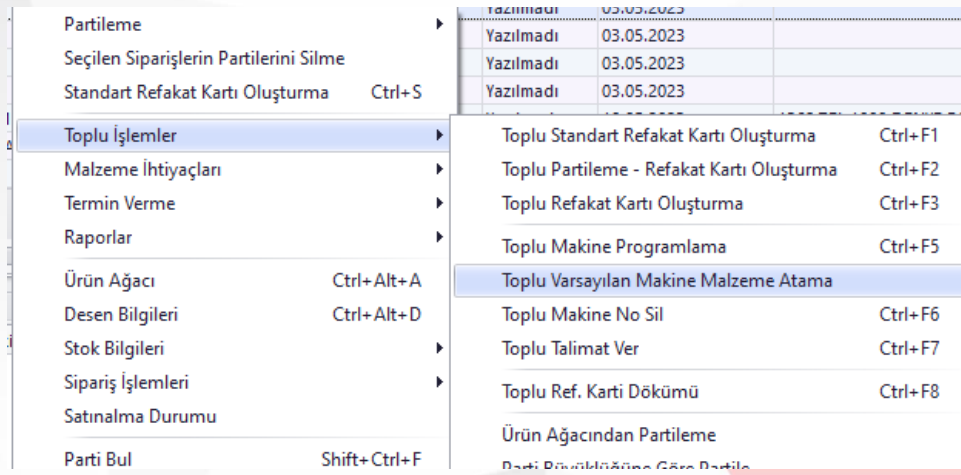 Partileme
Seçilen Siparişlerin Partilerini Silme
Standart Refakat Kartı Oluşturma Ctrl+S
Toplu İşlemler
Malzeme İhtiyaçları
Termin Verme
Raporlar
Ürün Ağacı Ctrl+Alt+A
Desen Bilgileri Ctrl+Alt+D
Stok Bilgileri
Sipariş İşlemleri
Satınalma Durumu
Parti Bul Shift+Ctrl+F
Yazılmadı 03.05.2023
Yazılmadı 03.05.2023
Yazılmadı 03.05.2023
Yazılmadı 03.05.2023
Toplu Standart Refakat Kartı Oluşturma Ctrl+F1
Toplu Partileme - Refakat Kartı Oluşturma Ctrl+F2
Toplu Refakat Kartı Oluşturma Ctrl+F3
Toplu Makine Programlama Ctrl+F5
Toplu Varsayılan Makine Malzeme Atama
Toplu Makine No Sil Ctrl+F6
Toplu Talimat Ver Ctrl+F7
Toplu Ref. Karti Dökümü Ctrl+F8
Ürün Ağacından Partileme
Parti Büyüklüğüne Göre Partile